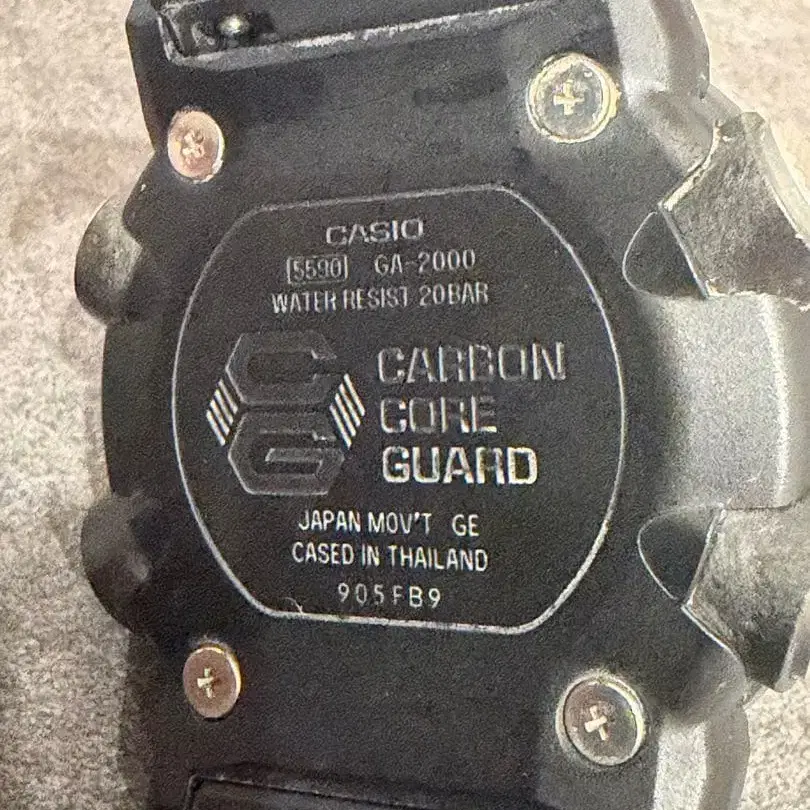 CASIO
5590 GA-2000
WATER RESIST 20BAR
CARBON
CORE
GUARD
JAPAN MOV'T GE
CASED IN THAILAND
905FB9